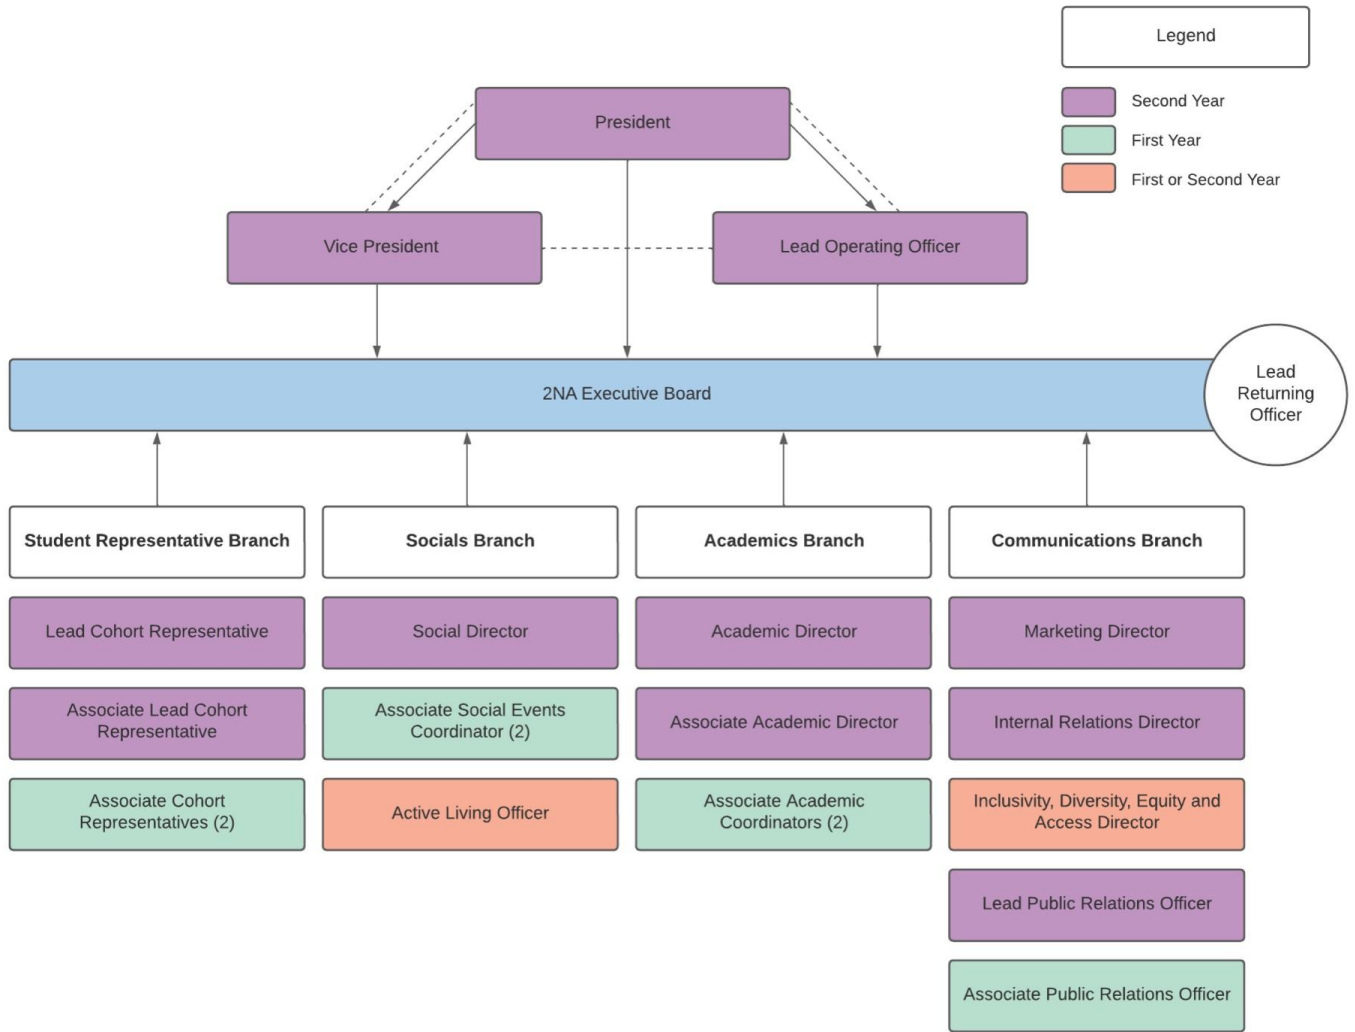 Legend
Second Year
First Year
First or Second Year
President
Vice President
Lead Operating Officer
2NA Executive Board
Lead
Returning
Officer
Student Representative Branch
Lead Cohort Representative
Associate Lead Cohort
Representative
Associate Cohort
Representatives (2)
Socials Branch
Social Director
Associate Social Events
Coordinator (2)
Active Living Officer
Academics Branch
Academic Director
Associate Academic Director
Associate Academic
Coordinators (2)
Communications Branch
Marketing Director
Internal Relations Director
Inclusivity, Diversity, Equity and
Access Director
Lead Public Relations Officer
Associate Public Relations Officer